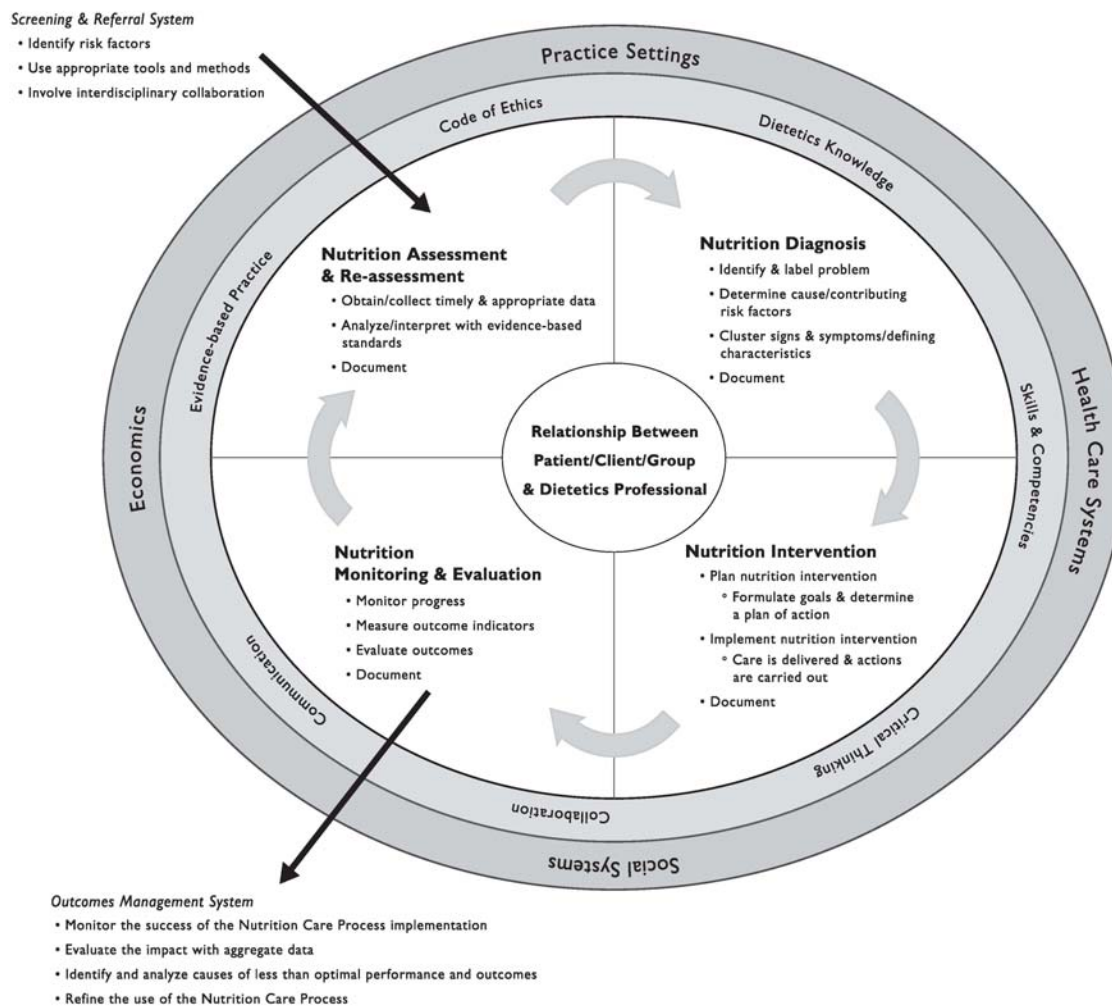 Screening & Referral System
• Identify risk factors
• Use appropriate tools and methods
• Involve interdisciplinary collaboration
Practice Settings
Code of Ethics
Dietetics Knowledge
Evidence-based Practice
Economics
Skills & Competencies
Health Care Systems
Nutrition Assessment
& Re-assessment
• Obtain/collect timely & appropriate data
• Analyze/interpret with evidence-based
standards
• Document
Nutrition Diagnosis
• Identify & label problem
• Determine cause/contributing
risk factors
• Cluster signs & symptoms/defining
characteristics
• Document
Relationship Between
Patient/Client/Group
& Dietetics Professional
Nutrition
Monitoring & Evaluation
• Monitor progress
• Measure outcome indicators
• Evaluate outcomes
• Document
Nutrition Intervention
• Plan nutrition intervention
° Formulate goals & determine
a plan of action
• Implement nutrition intervention
° Care is delivered & actions
are carried out
• Document
Communication
Collaboration
Critical Thinking
Social Systems
Outcomes Management System
• Monitor the success of the Nutrition Care Process implementation
• Evaluate the impact with aggregate data
• Identify and analyze causes of less than optimal performance and outcomes
• Refine the use of the Nutrition Care Process